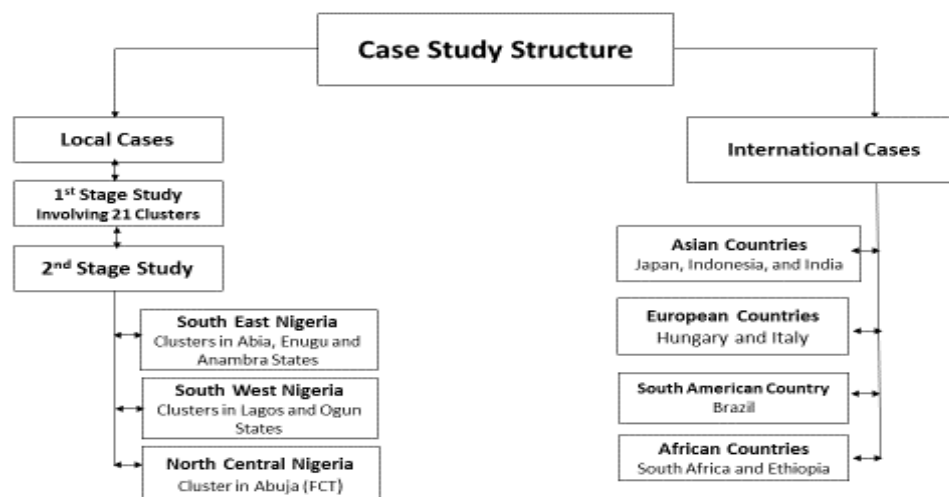 Case Study Structure
Local Cases
1st Stage Study
Involving 21 Clusters
2nd Stage Study
South East Nigeria
Clusters in Abia, Enugu and
Anambra States
South West Nigeria
Clusters in Lagos and Ogun
States
North Central Nigeria
Cluster in Abuja (FCT)
International Cases
Asian Countries
Japan, Indonesia, and India
European Countries
Hungary and Italy
South American Country
Brazil
African Countries
South Africa and Ethiopia